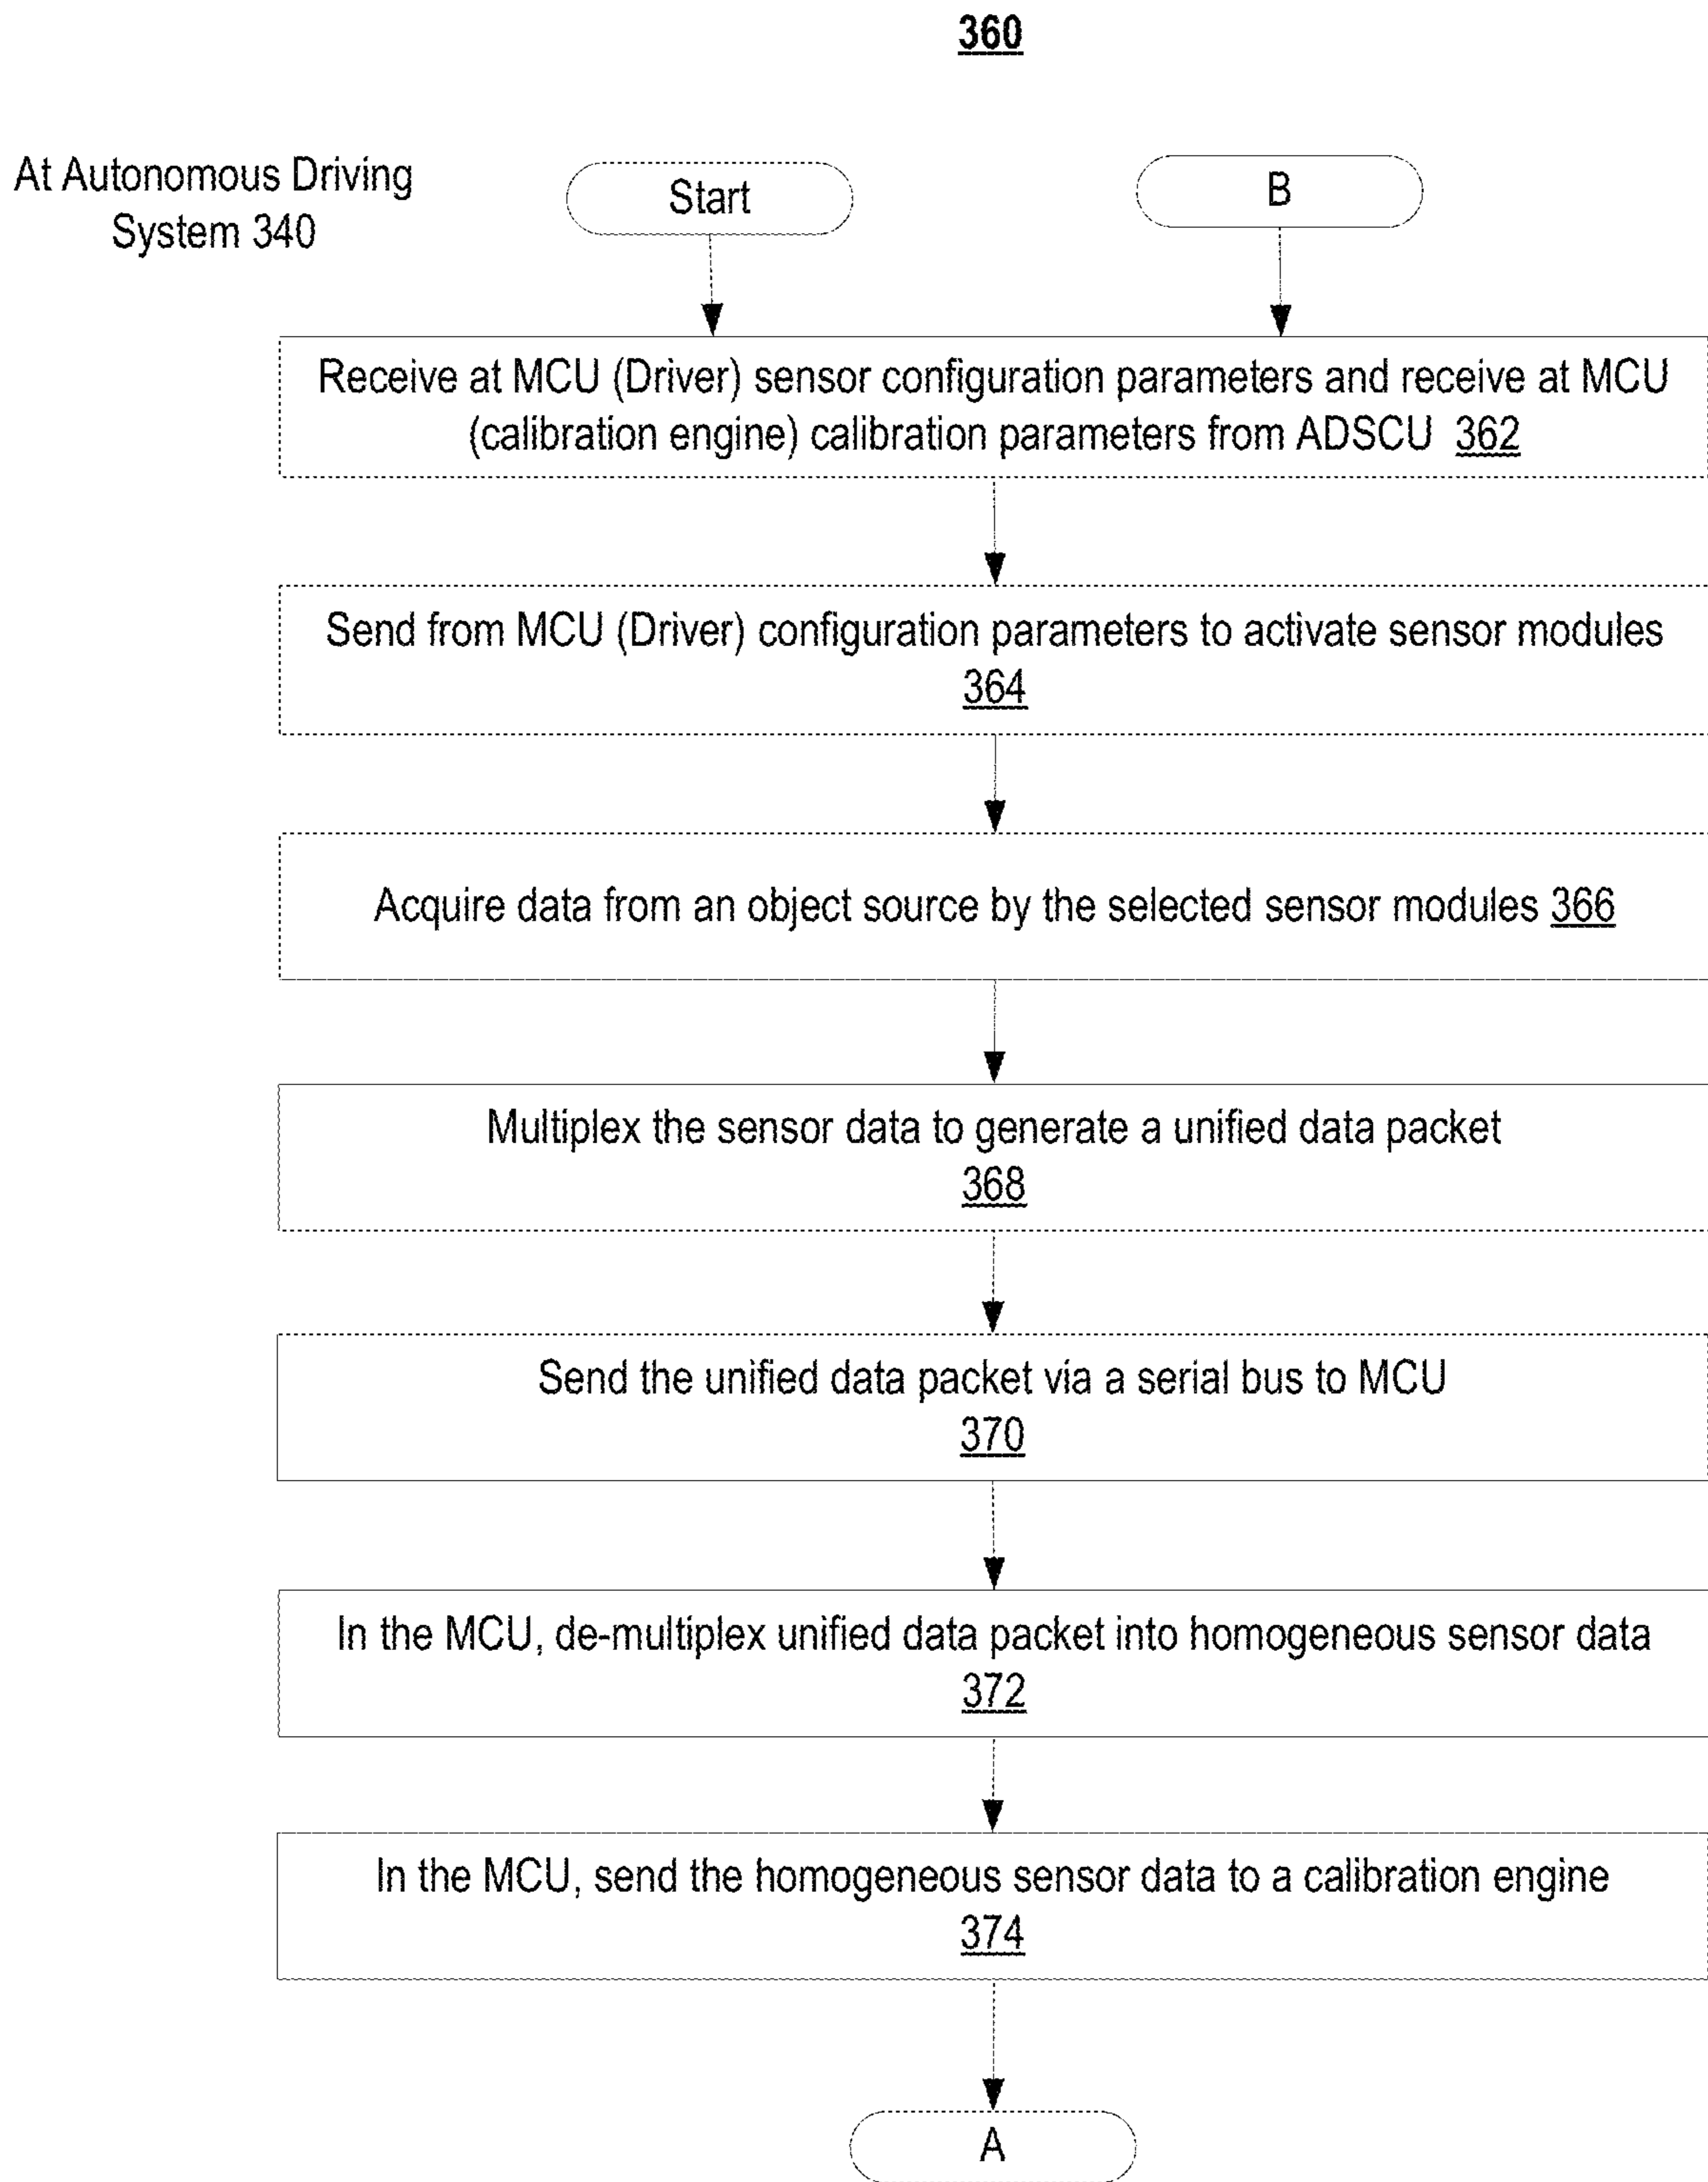 360
At Autonomous Driving
System 340
Start
B
Receive at MCU (Driver) sensor configuration parameters and receive at MCU
(calibration engine) calibration parameters from ADSCU 362
Send from MCU (Driver) configuration parameters to activate sensor modules
364
Acquire data from an object source by the selected sensor modules 366
Multiplex the sensor data to generate a unified data packet
368
Send the unified data packet via a serial bus to MCU
370
In the MCU, de-multiplex unified data packet into homogeneous sensor data
372
In the MCU, send the homogeneous sensor data to a calibration engine
374
A